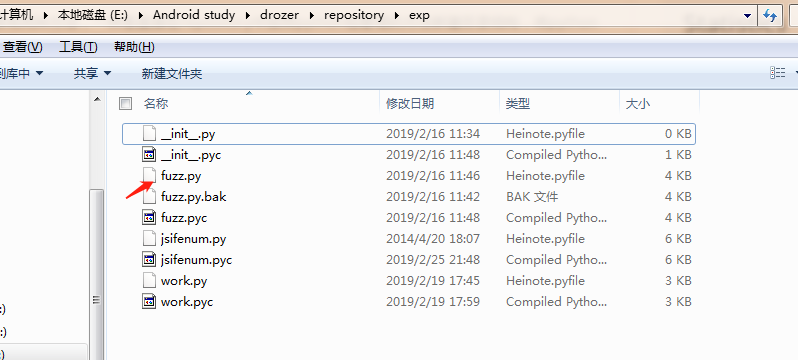 计算机 ▸ 本地磁盘 (E:) ▸ Android study ▸ drozer ▸ repository ▸ exp
查看(V) 工具(T) 帮助(H)
到库中 共享 新建文件夹
名称 修改日期 类型 大小
__init__.py 2019/2/16 11:34 Heinote.pyfile 0 KB
__init__.pyc 2019/2/16 11:48 Compiled Pytho... 1 KB
fuzz.py 2019/2/16 11:46 Heinote.pyfile 4 KB
fuzz.py.bak 2019/2/16 11:42 BAK 文件 4 KB
fuzz.pyc 2019/2/16 11:48 Compiled Pytho... 4 KB
jsifenum.py 2014/4/20 18:07 Heinote.pyfile 6 KB
jsifenum.pyc 2019/2/25 21:48 Compiled Pytho... 6 KB
work.py 2019/2/19 17:45 Heinote.pyfile 3 KB
work.pyc 2019/2/19 17:59 Compiled Pytho... 3 KB
:)
:)
:)